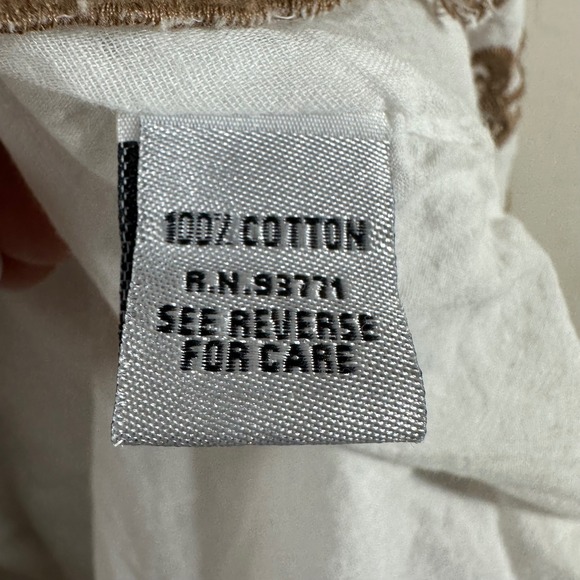 100% COTTON
R.N.93771
SEE REVERSE
FOR CARE